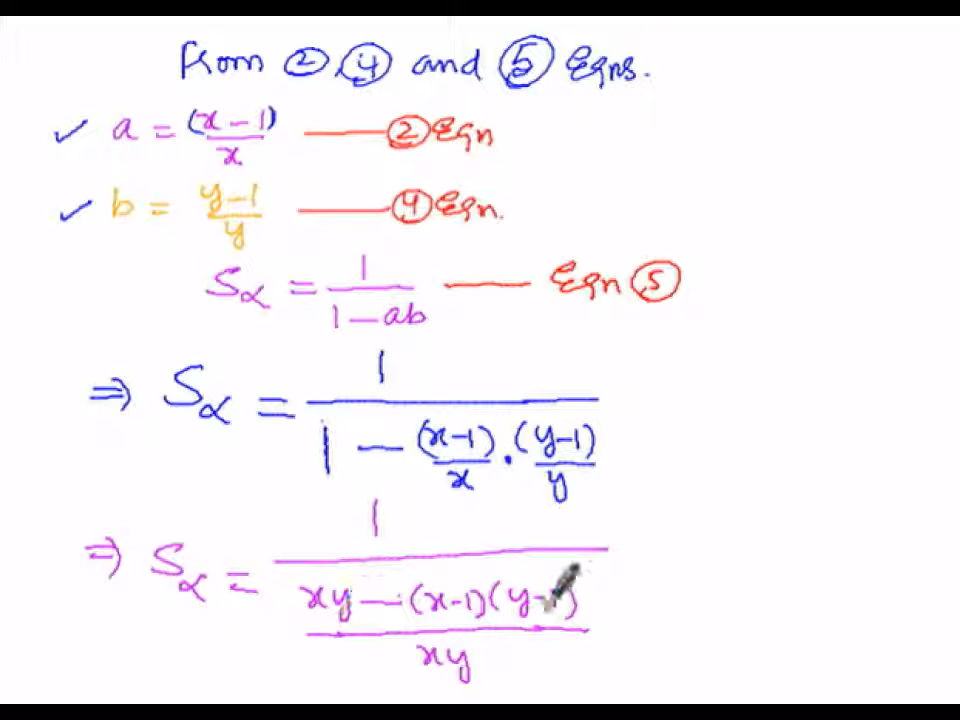 From ②,④ and ⑤ Eqns.
✓ a = (x-1)/x —— ② Eqn
✓ b = y-1/y —— ④ Eqn.
Sα = 1/1-ab —— Eqn ⑤
⇒ Sα = 1/1 - (x-1)/x · (y-1)/y
⇒ Sα = 1/xy - (x-1)(y-1)/xy